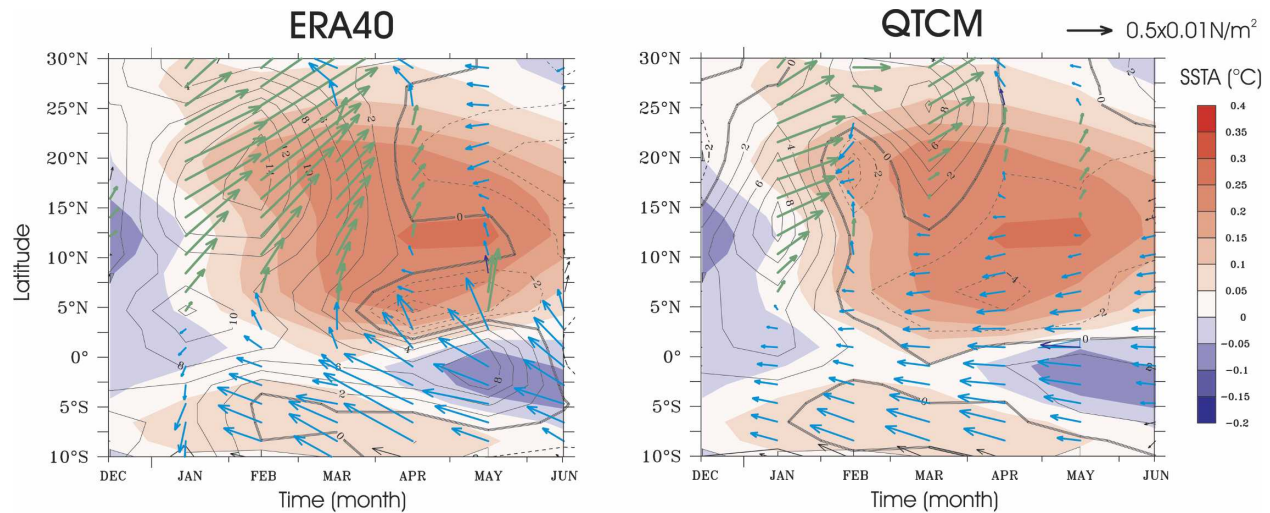 ERA40
QTCM
0.5x0.01N/m²
SSTA (°C)
30°N
25°N
20°N
15°N
10°N
5°N
0°
5°S
10°S
Latitude
DEC JAN FEB MAR APR MAY JUN
Time (month)
30°N
25°N
20°N
15°N
10°N
5°N
0°
5°S
10°S
DEC JAN FEB MAR APR MAY JUN
Time (month)
0.4
0.35
0.3
0.25
0.2
0.15
0.1
0.05
0
-0.05
-0.1
-0.15
-0.2